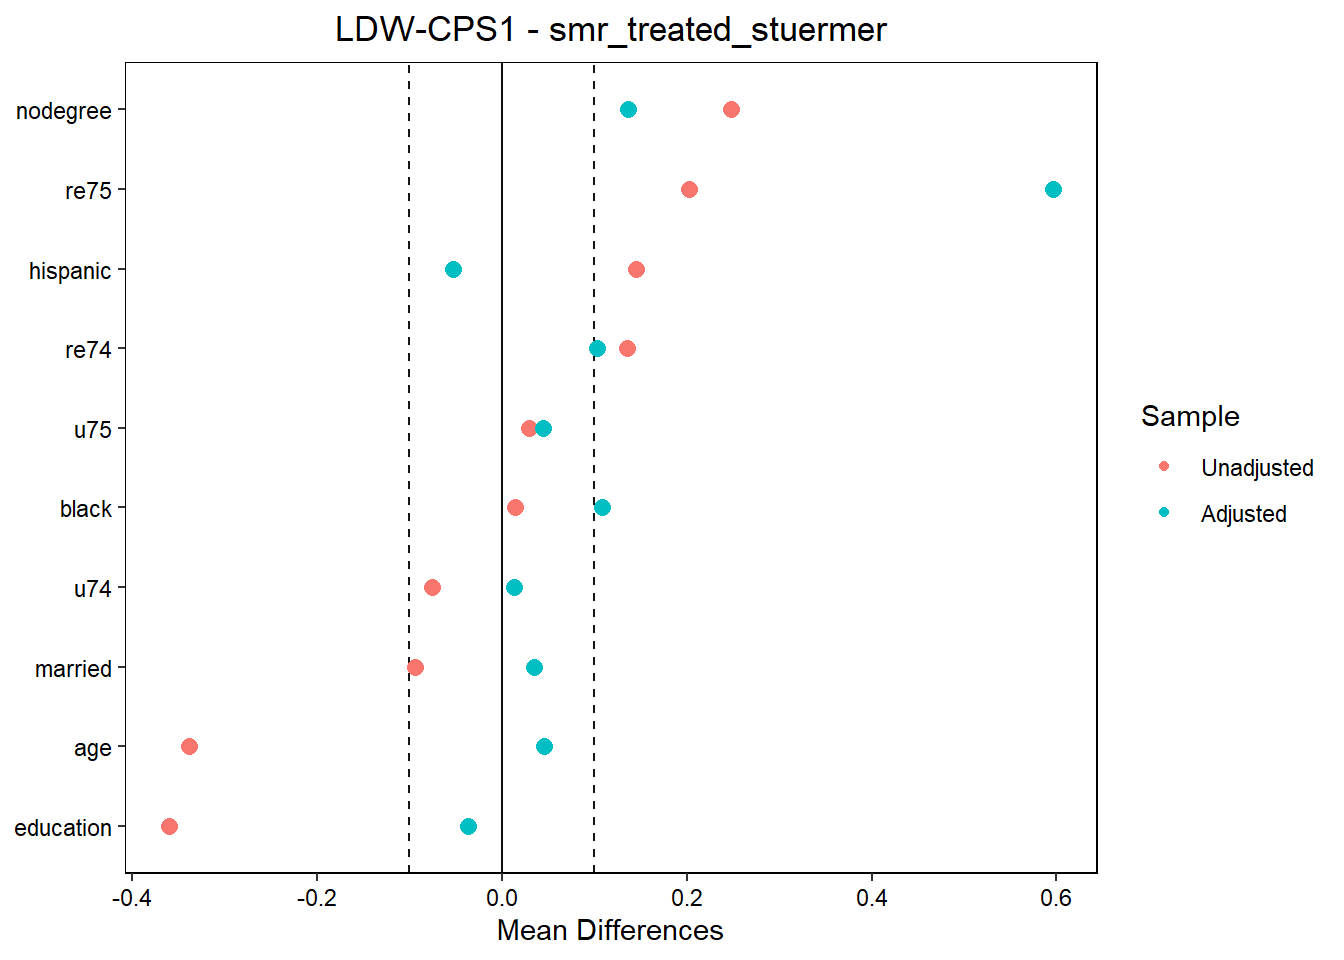 LDW-CPS1 - smr_treated_stuermer
nodegree
re75
hispanic
re74
u75
black
u74
married
age
education
-0.4
-0.2
0.0
0.2
0.4
0.6
Mean Differences
Sample
Unadjusted
Adjusted